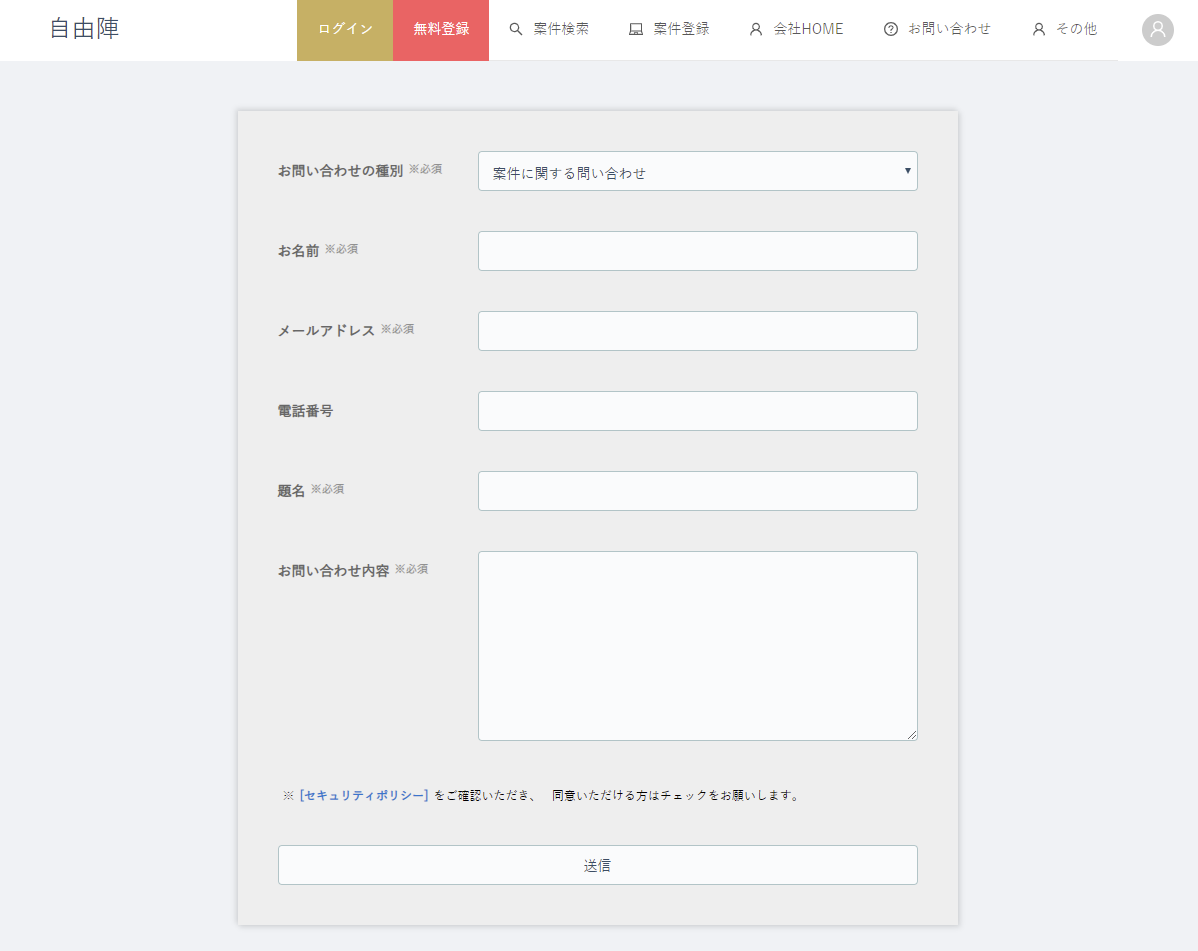 自由陣
ログイン 無料登録 案件検索 案件登録 会社HOME お問い合わせ その他
お問い合わせの種別 ※必須 案件に関する問い合わせ
お名前 ※必須
メールアドレス ※必須
電話番号
題名 ※必須
お問い合わせ内容 ※必須
※ [セキュリティポリシー] をご確認いただき、 同意いただける方はチェックをお願いします。
送信